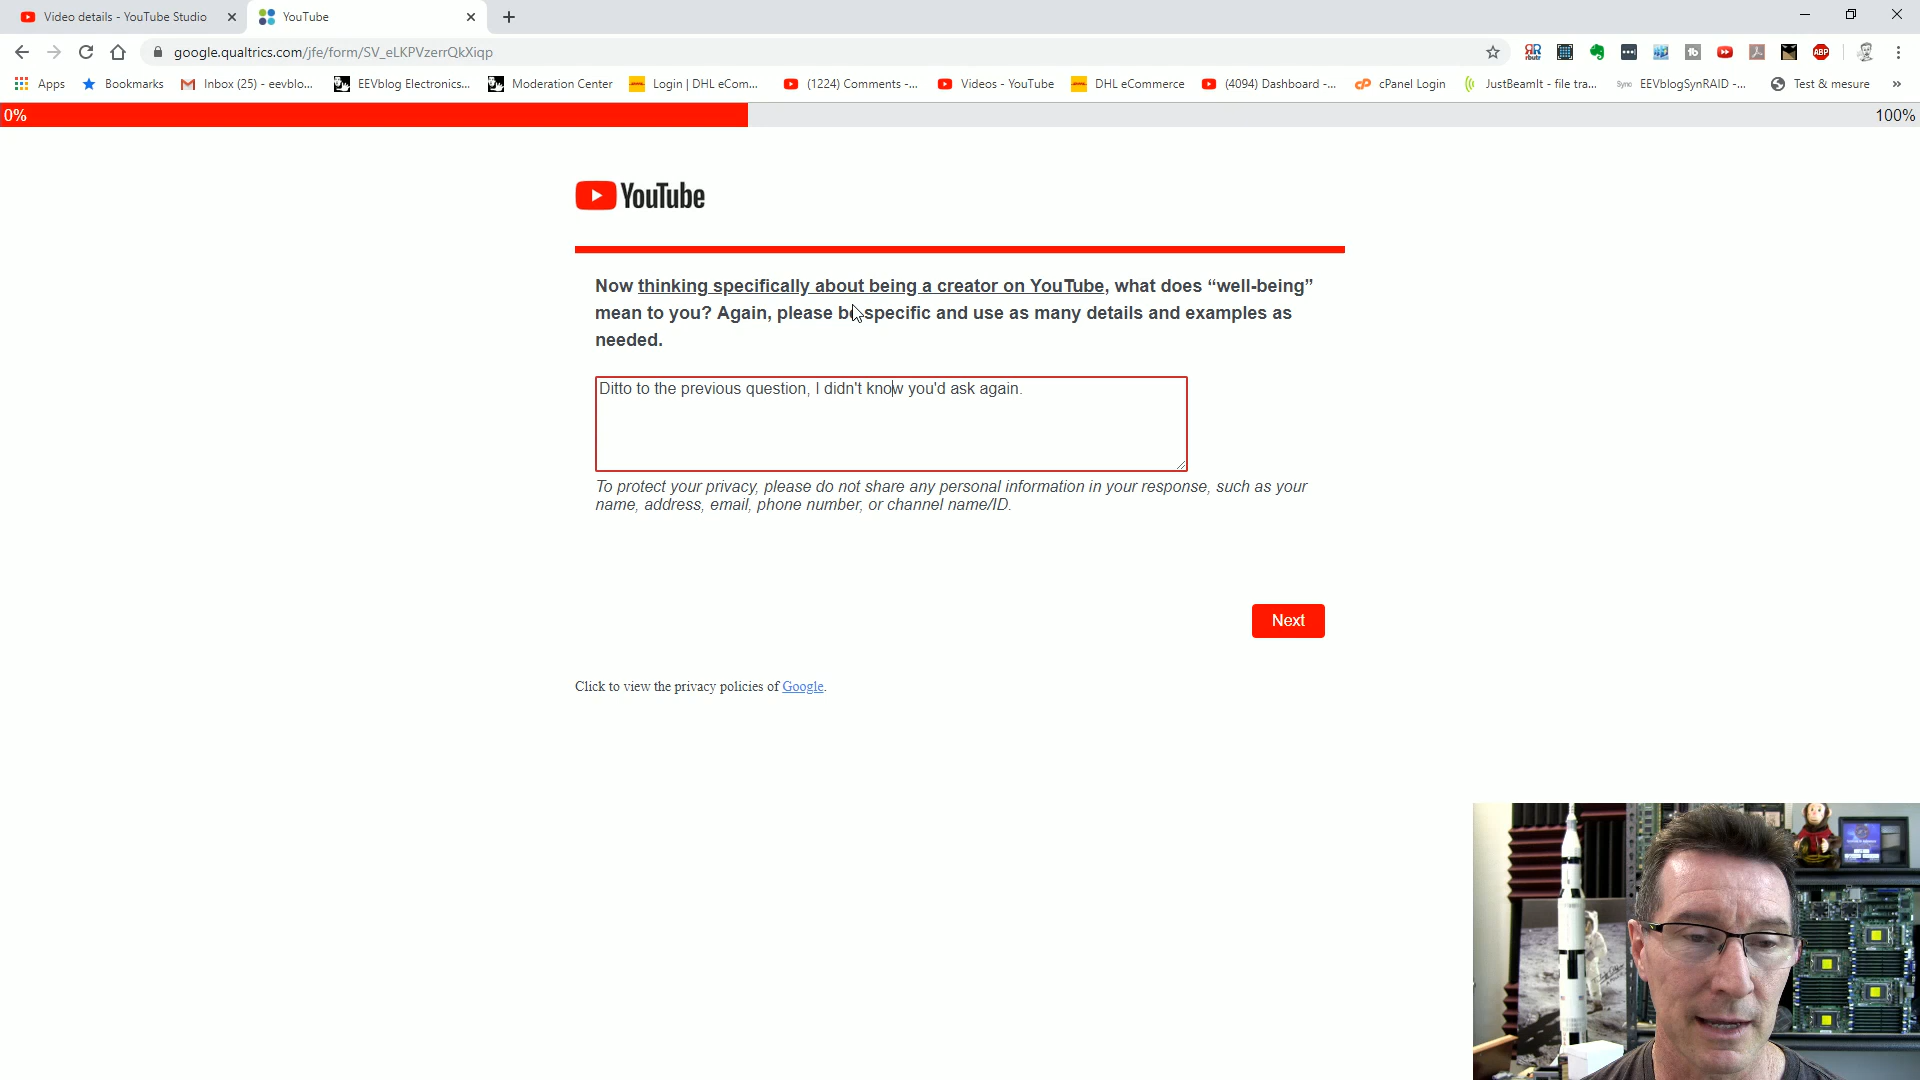 Video details - YouTube Studio
YouTube
google.qualtrics.com/jfe/form/SV_eLKPVzerrQkXiqp
Apps
Bookmarks
Inbox (25) - eevblo...
EEVblog Electronics...
Moderation Center
Login | DHL eCom...
(1224) Comments -...
Videos - YouTube
DHL eCommerce
(4094) Dashboard -...
cPanel Login
JustBeamIt - file tra...
EEVblogSynRAID -...
Test & mesure
»
0%
100%
YouTube
Now thinking specifically about being a creator on YouTube, what does “well-being”
mean to you? Again, please be specific and use as many details and examples as
needed.
Ditto to the previous question, I didn't know you'd ask again.
To protect your privacy, please do not share any personal information in your response, such as your
name, address, email, phone number, or channel name/ID.
Next
Click to view the privacy policies of Google.